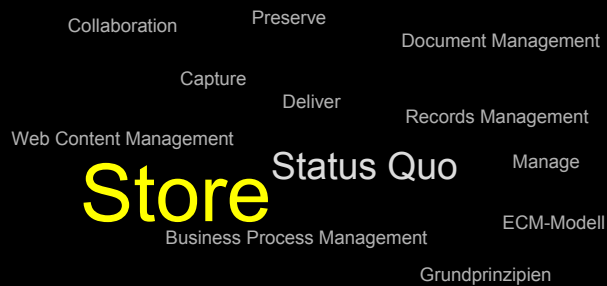 Preserve
Collaboration
Document Management
Capture
Deliver
Records Management
Web Content Management
Status Quo
Manage
Store
ECM-Modell
Business Process Management
Grundprinzipien